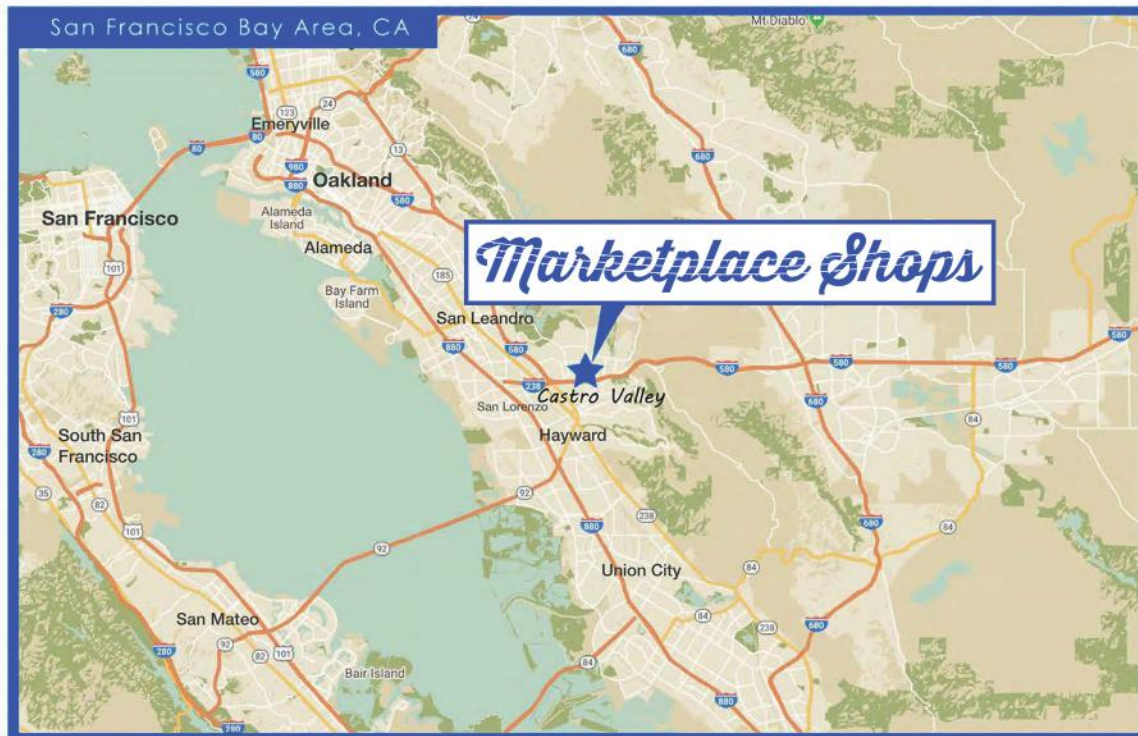 San Francisco Bay Area, CA
Mt Diablo
24
680
580
24
123
Emeryville
80
80
13
680
980
880
Oakland
580
San Francisco
Alameda
Island
Alameda
101
Marketplace Shops
185
Bay Farm
Island
280
San Leandro
880
580
580
580
580
238
680
Castro Valley
San Lorenzo
101
84
Hayward
South San
Francisco
280
35
82
92
101
238
880
680
84
92
Union City
84
84
San Mateo
238
680
92
82
101
280
84
Bair Island
880
280